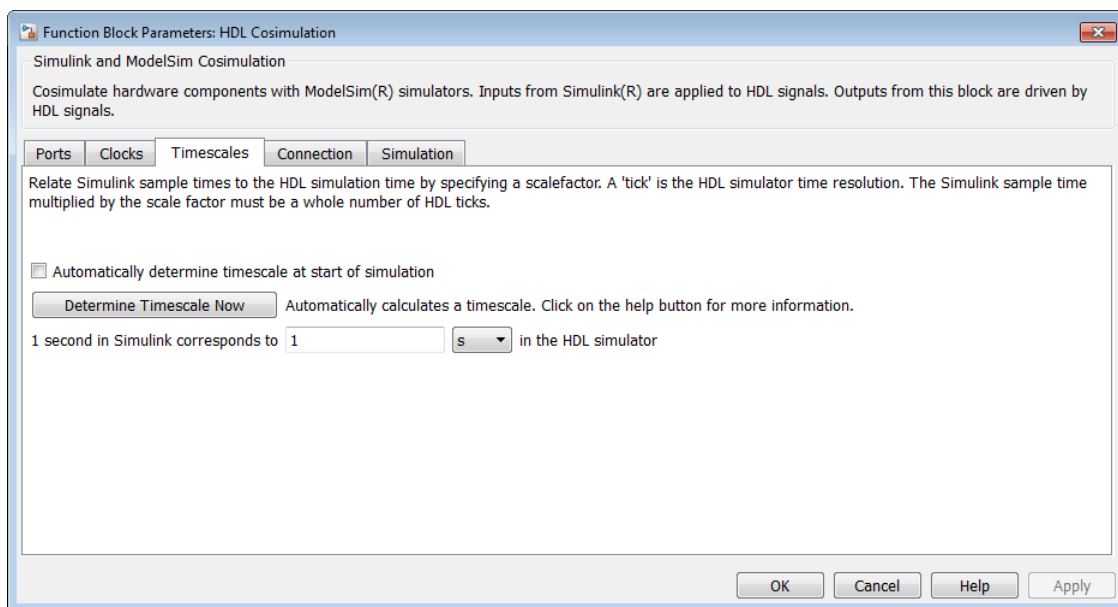 Function Block Parameters: HDL Cosimulation
Simulink and ModelSim Cosimulation
Cosimulate hardware components with ModelSim(R) simulators. Inputs from Simulink(R) are applied to HDL signals. Outputs from this block are driven by
HDL signals.
Ports Clocks Timescales Connection Simulation
Relate Simulink sample times to the HDL simulation time by specifying a scalefactor. A 'tick' is the HDL simulator time resolution. The Simulink sample time
multiplied by the scale factor must be a whole number of HDL ticks.
Automatically determine timescale at start of simulation
Determine Timescale Now Automatically calculates a timescale. Click on the help button for more information.
1 second in Simulink corresponds to 1 s in the HDL simulator
OK Cancel Help Apply